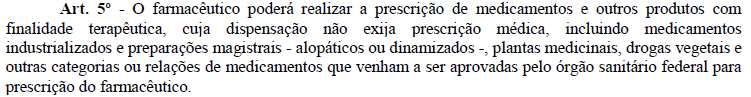 Art. 5º - O farmacêutico poderá realizar a prescrição de medicamentos e outros produtos com
finalidade terapêutica, cuja dispensação não exija prescrição médica, incluindo medicamentos
industrializados e preparações magistrais - alopáticos ou dinamizados -, plantas medicinais, drogas vegetais e
outras categorias ou relações de medicamentos que venham a ser aprovadas pelo órgão sanitário federal para
prescrição do farmacêutico.